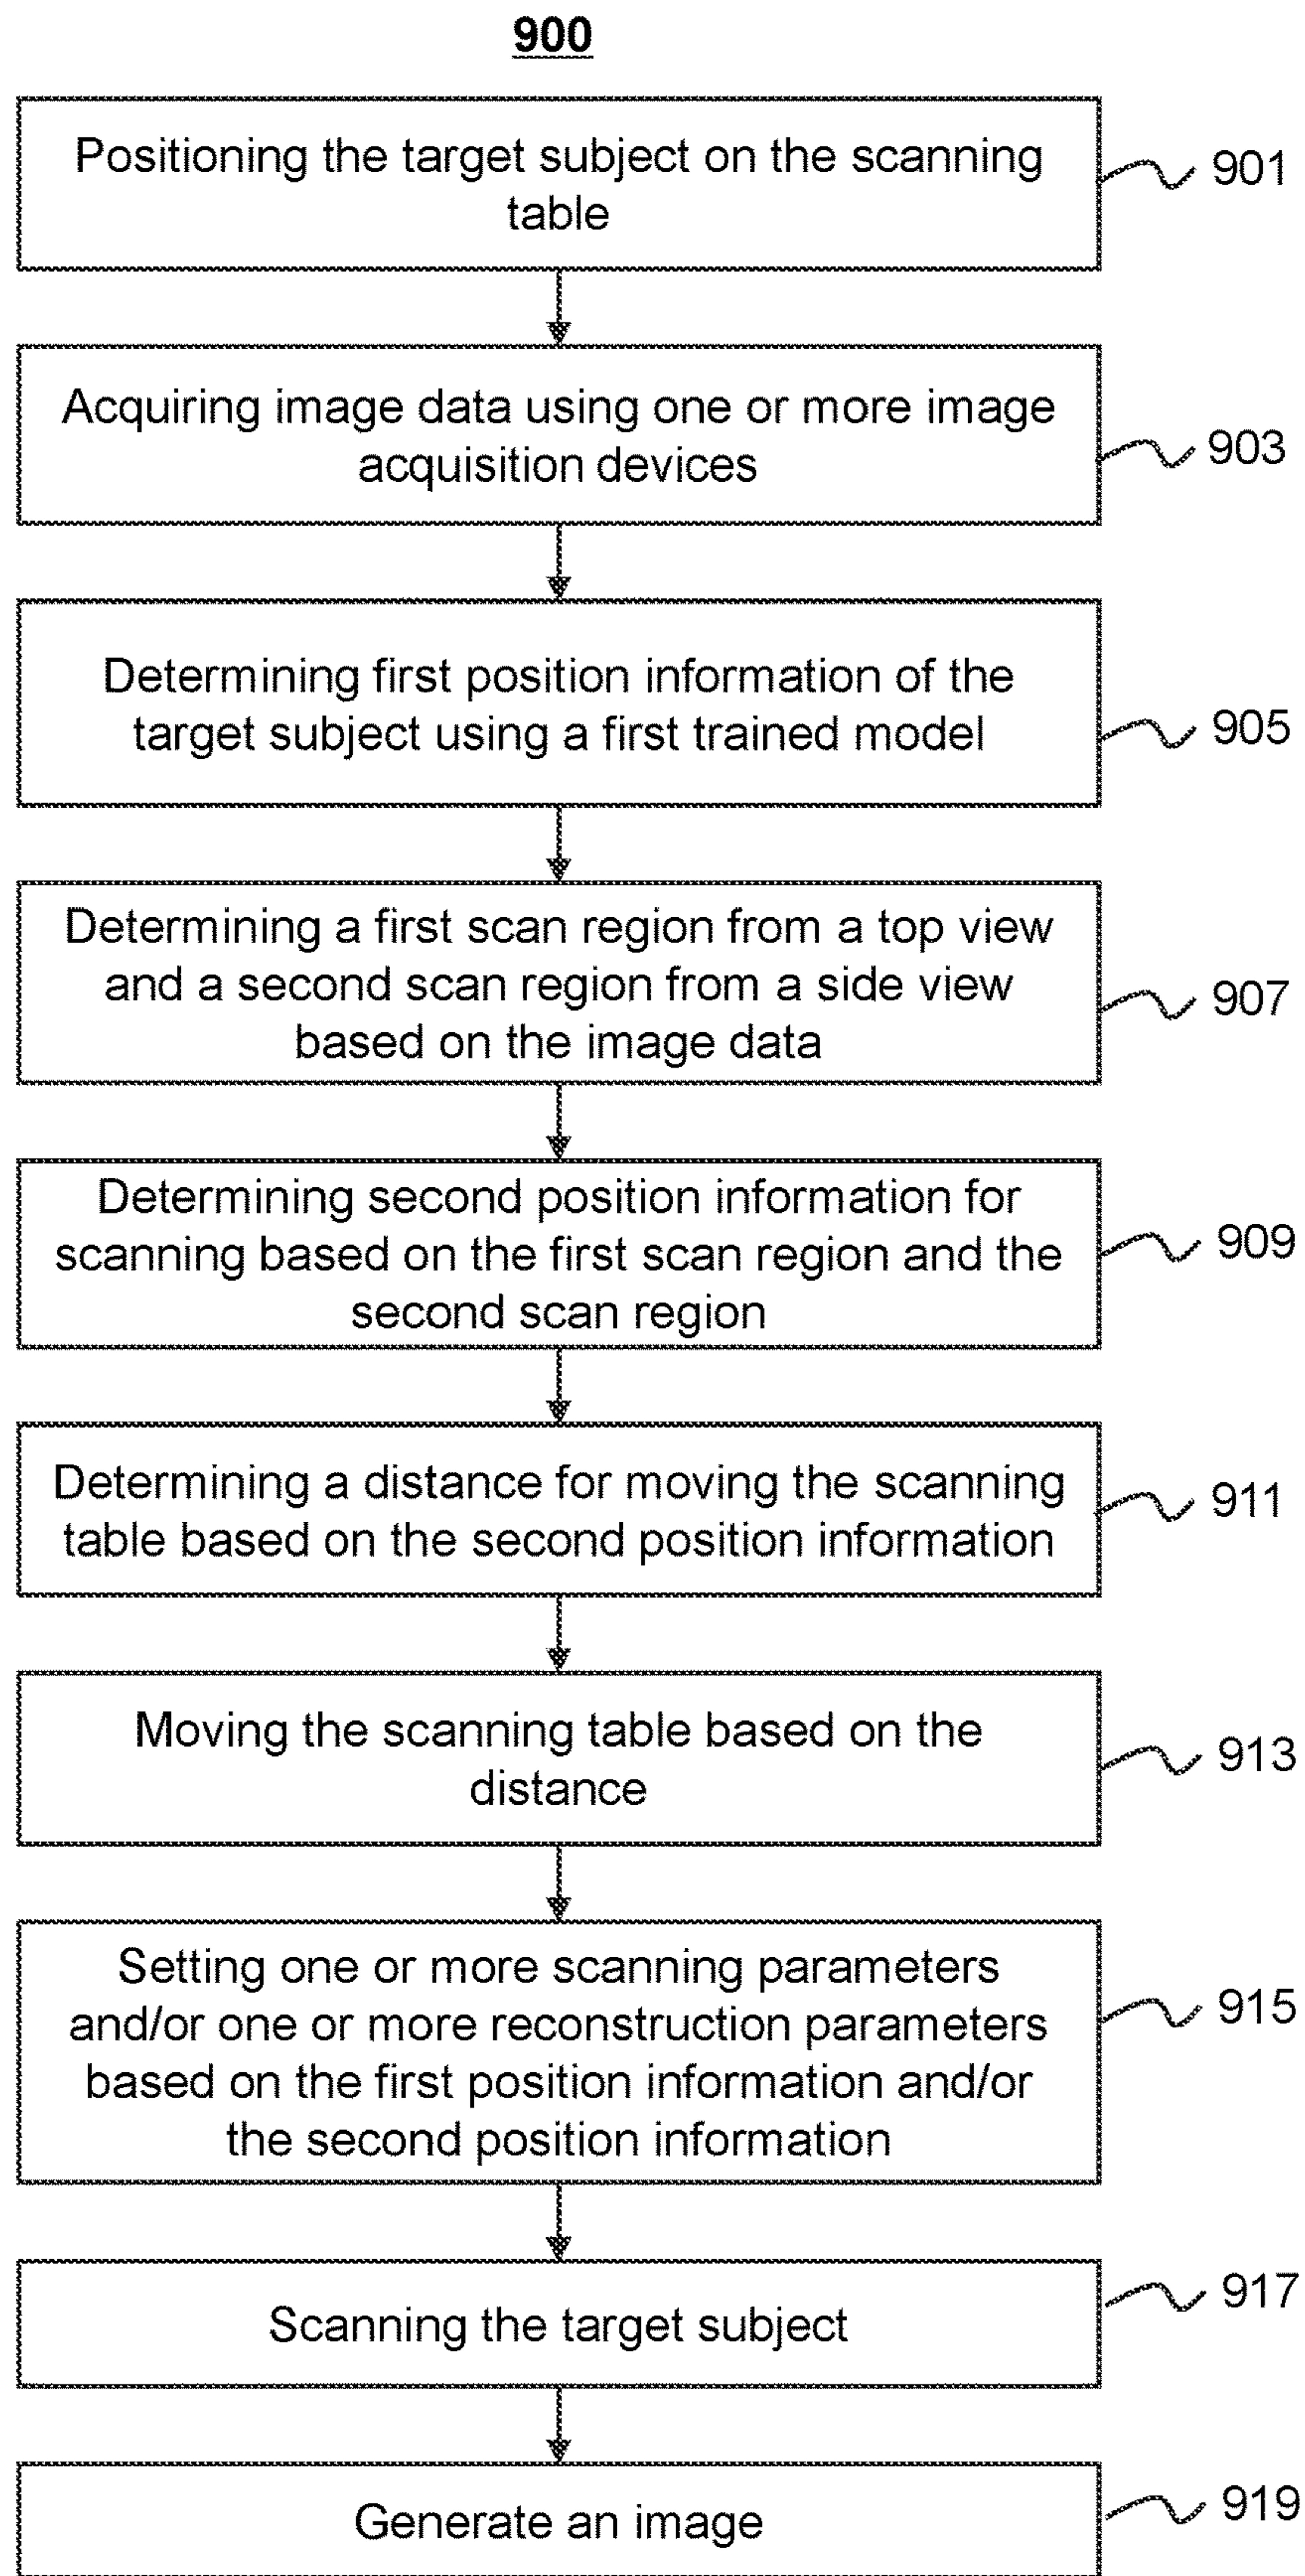 900
Positioning the target subject on the scanning
table
901
Acquiring image data using one or more image
acquisition devices
903
Determining first position information of the
target subject using a first trained model
905
Determining a first scan region from a top view
and a second scan region from a side view
based on the image data
907
Determining second position information for
scanning based on the first scan region and the
second scan region
909
Determining a distance for moving the scanning
table based on the second position information
911
Moving the scanning table based on the
distance
913
Setting one or more scanning parameters
and/or one or more reconstruction parameters
based on the first position information and/or
the second position information
915
Scanning the target subject
917
Generate an image
919